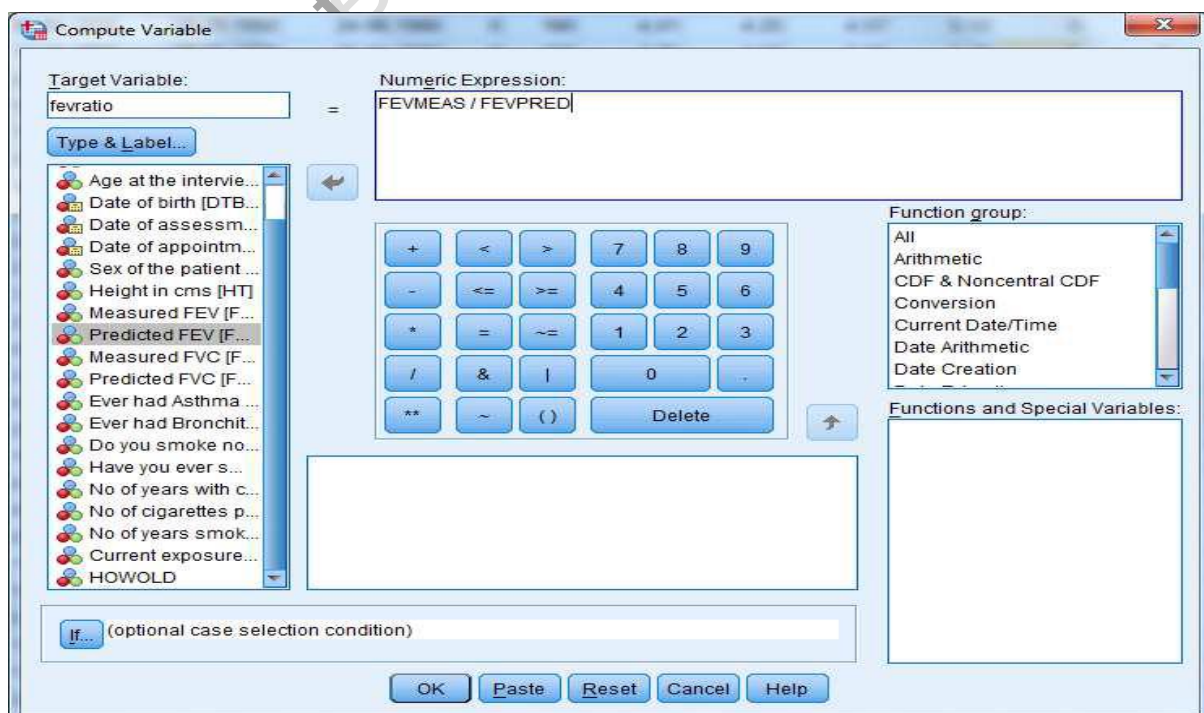 Compute Variable
Target Variable:
fevratio
=
Numeric Expression:
FEVMEAS / FEVPRED
Type & Label...
Age at the intervie...
Date of birth [DTB...
Date of assessm...
Date of appointm...
Sex of the patient ...
Height in cms [HT]
Measured FEV [F...
Predicted FEV [F...
Measured FVC [F...
Predicted FVC [F...
Ever had Asthma ...
Ever had Bronchit...
Do you smoke no...
Have you ever s...
No of years with c...
No of cigarettes p...
No of years smok...
Current exposure...
HOWOLD
+ < > 7 8 9
- <= >= 4 5 6
* = ~= 1 2 3
/ & | 0 .
** ~ ( ) Delete
Function group:
All
Arithmetic
CDF & Noncentral CDF
Conversion
Current Date/Time
Date Arithmetic
Date Creation
Functions and Special Variables:
If... (optional case selection condition)
OK Paste Reset Cancel Help